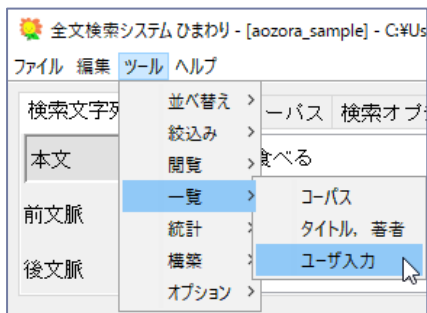 全文検索システム ひまわり - [aozora_sample] - C:¥Us
ファイル 編集 ツール ヘルプ
検索文字列 ーパス 検索オプ
並べ替え >
絞込み >
本文 食べる
閲覧 >
一覧 > コーパス
前文脈 統計 > タイトル, 著者
後文脈 構築 > ユーザ入力
オプション >